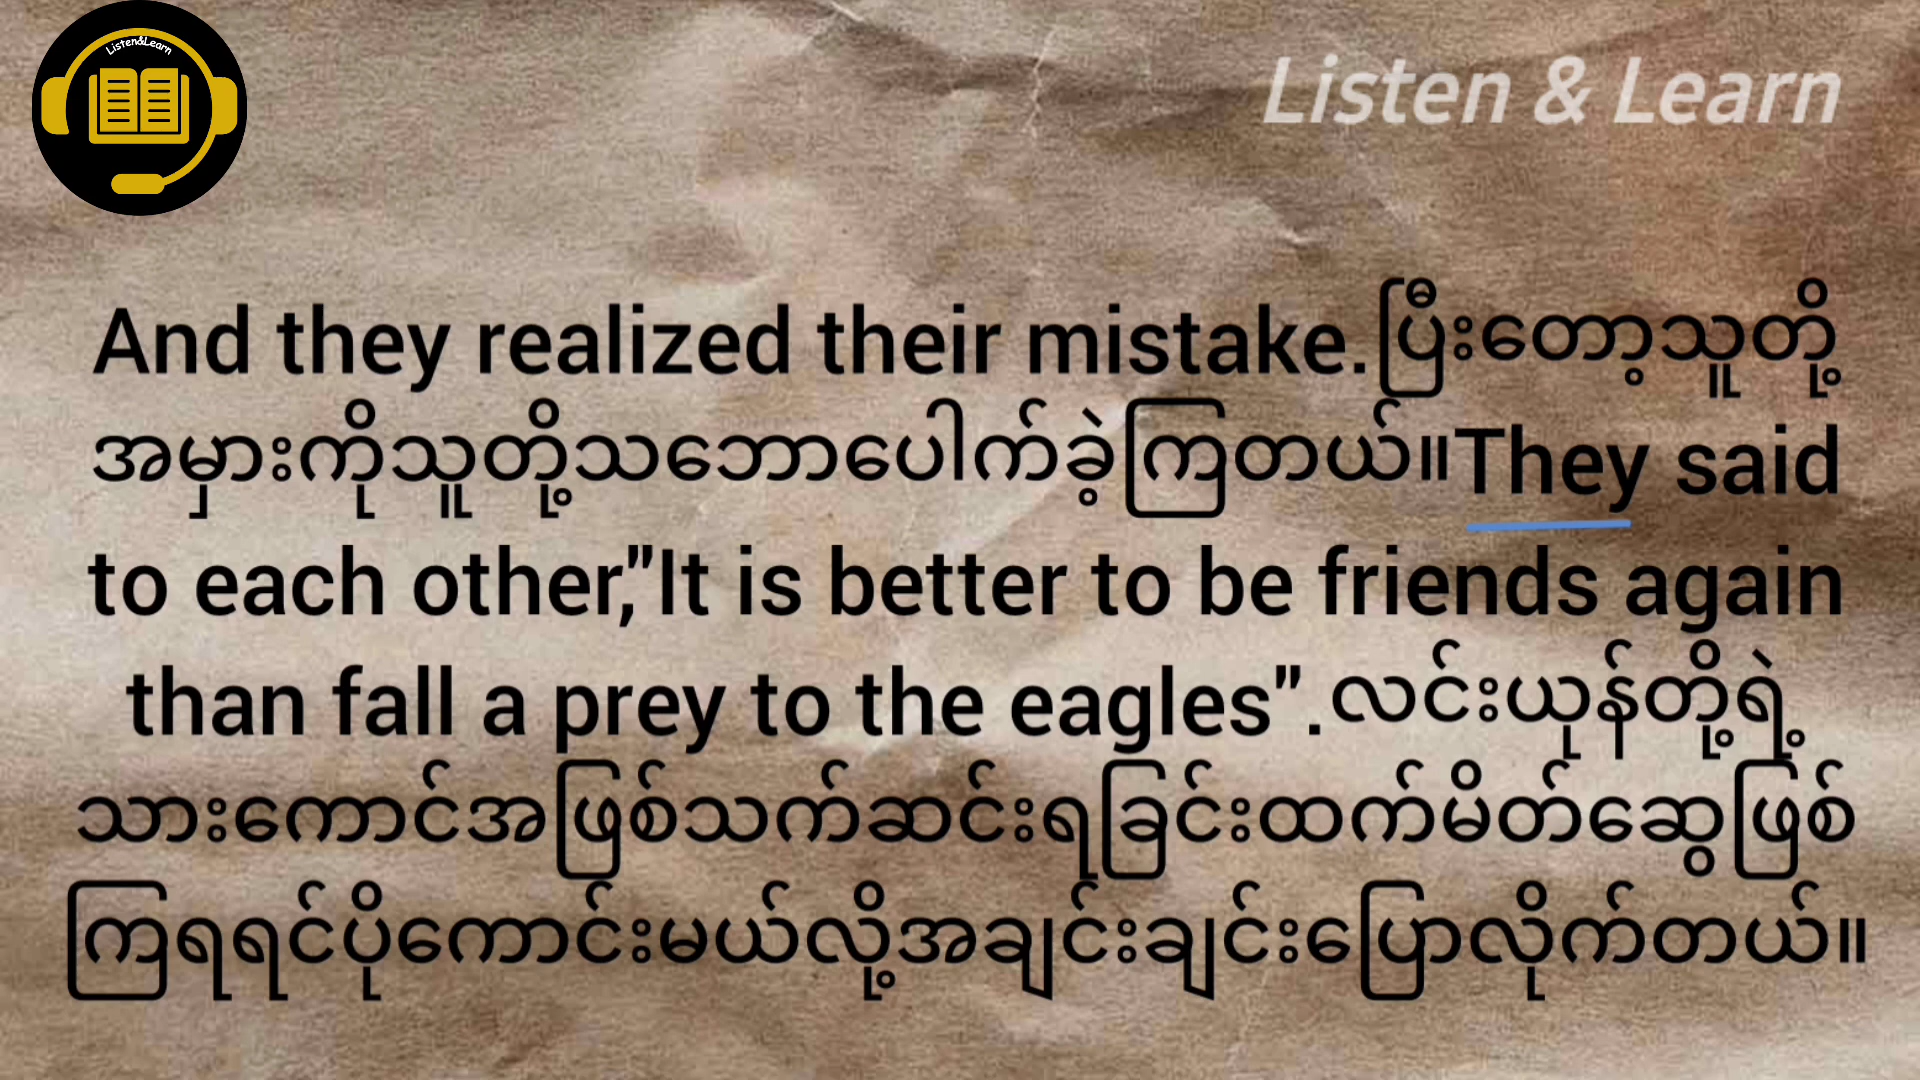 Listen&Learn
Listen & Learn
And they realized their mistake.ပြီးတော့သူတို့
အမှားကိုသူတို့သဘောပေါက်ခဲ့ကြတယ်။They said
to each other,"It is better to be friends again
than fall a prey to the eagles".လင်းယုန်တို့ရဲ့
သားကောင်အဖြစ်သက်ဆင်းရခြင်းထက်မိတ်ဆွေဖြစ်
ကြရရင်ပိုကောင်းမယ်လို့အချင်းချင်းပြောလိုက်တယ်။